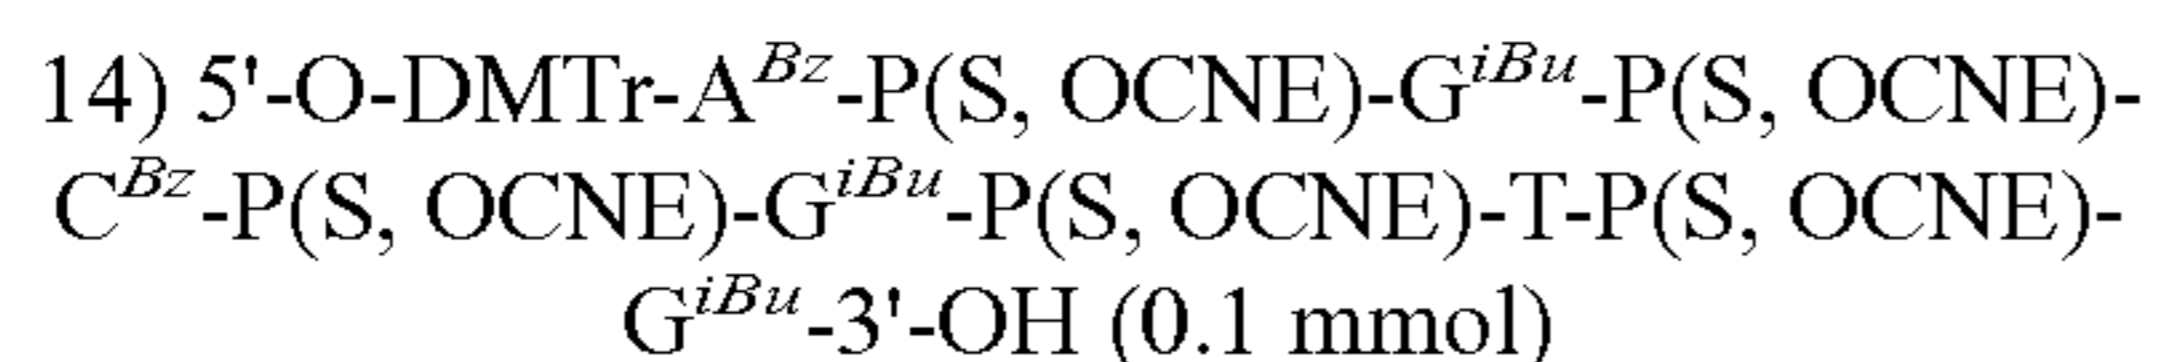 14) 5'-O-DMTr-A^Bz-P(S, OCNE)-G^iBu-P(S, OCNE)-
C^Bz-P(S, OCNE)-G^iBu-P(S, OCNE)-T-P(S, OCNE)-
G^iBu-3'-OH (0.1 mmol)